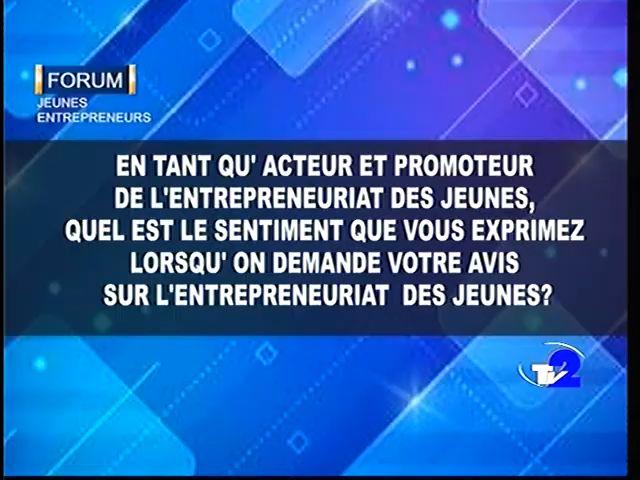 FORUM
JEUNES
ENTREPRENEURS
EN TANT QU' ACTEUR ET PROMOTEUR
DE L'ENTREPRENEURIAT DES JEUNES,
QUEL EST LE SENTIMENT QUE VOUS EXPRIMEZ
LORSQU' ON DEMANDE VOTRE AVIS
SUR L'ENTREPRENEURIAT  DES JEUNES?
TV2